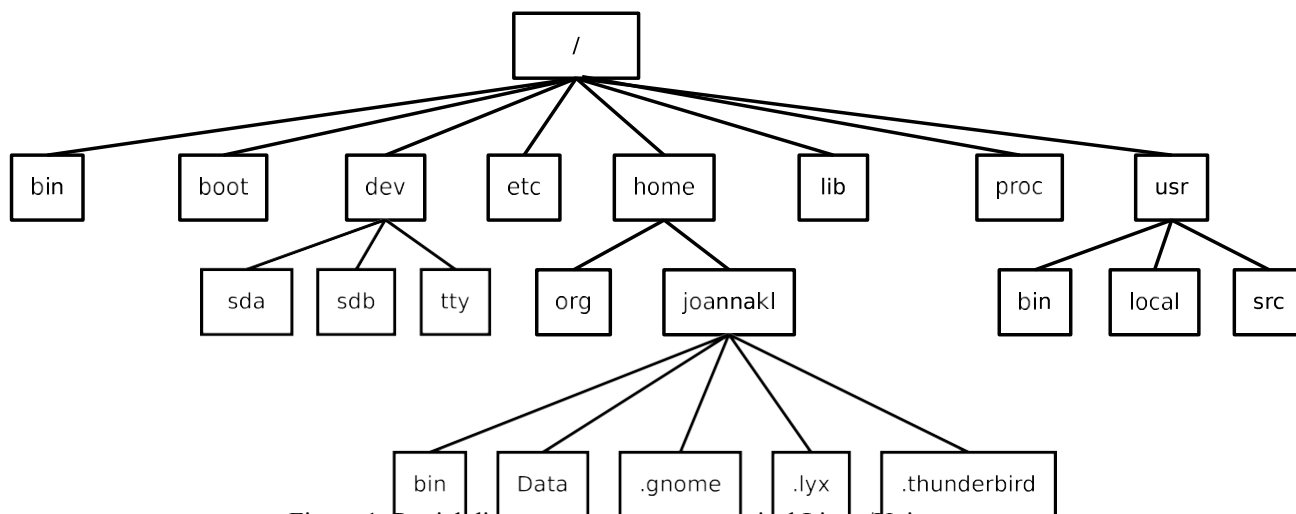 /
bin boot dev etc home lib proc usr
sda sdb tty org joannakl bin local src
bin Data .gnome .lyx .thunderbird